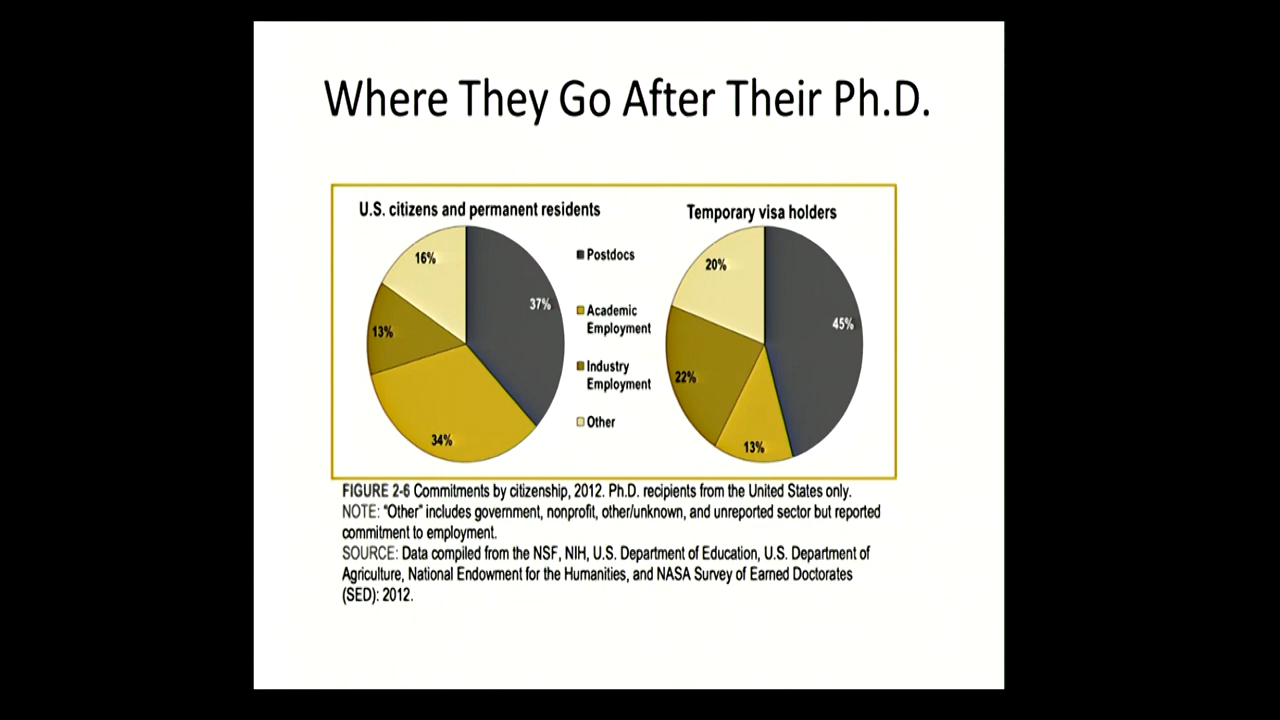 Where They Go After Their Ph.D.
U.S. citizens and permanent residents
16%
37%
13%
34%
Postdocs
Academic
Employment
Industry
Employment
Other
Temporary visa holders
20%
45%
22%
13%
FIGURE 2-6 Commitments by citizenship, 2012. Ph.D. recipients from the United States only.
NOTE: "Other" includes government, nonprofit, other/unknown, and unreported sector but reported
commitment to employment.
SOURCE: Data compiled from the NSF, NIH, U.S. Department of Education, U.S. Department of
Agriculture, National Endowment for the Humanities, and NASA Survey of Earned Doctorates
(SED): 2012.